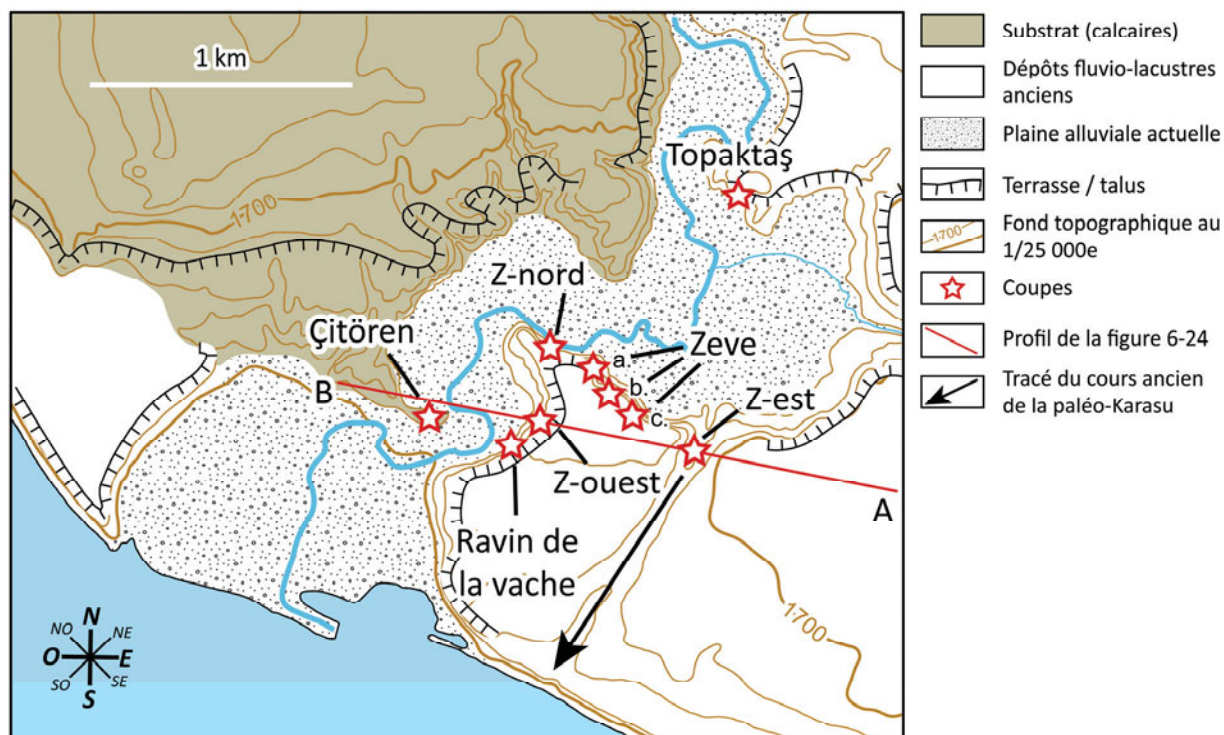 1 km
1700
Topaktaş
Z-nord
Çitören
Zeve
a
b
c.
B
Z-est
Z-ouest
A
Ravin de
la vache
1700
N
NO
NE
O
E
SO
SE
S
Substrat (calcaires)
Dépôts fluvio-lacustres
anciens
Plaine alluviale actuelle
Terrasse / talus
1700
Fond topographique au
1/25 000e
Coupes
Profil de la figure 6-24
Tracé du cours ancien
de la paléo-Karasu